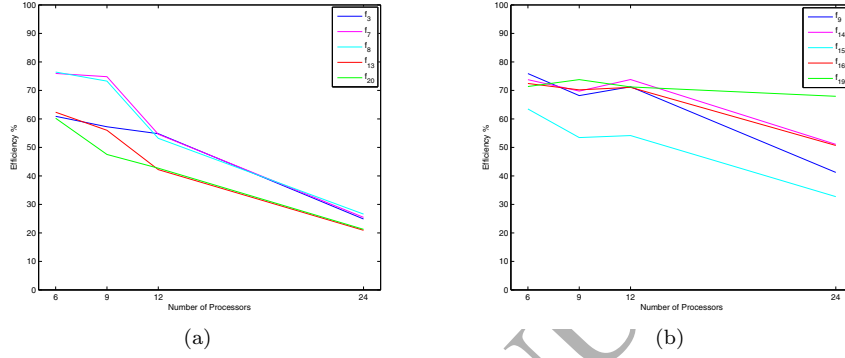 100
90
80
70
60
50
40
30
20
10
0
Efficiency %
6 9 12 24
Number of Processors
f3
f7
f8
f13
f20
(a)
100
90
80
70
60
50
40
30
20
10
0
Efficiency %
6 9 12 24
Number of Processors
f9
f14
f15
f16
f19
(b)